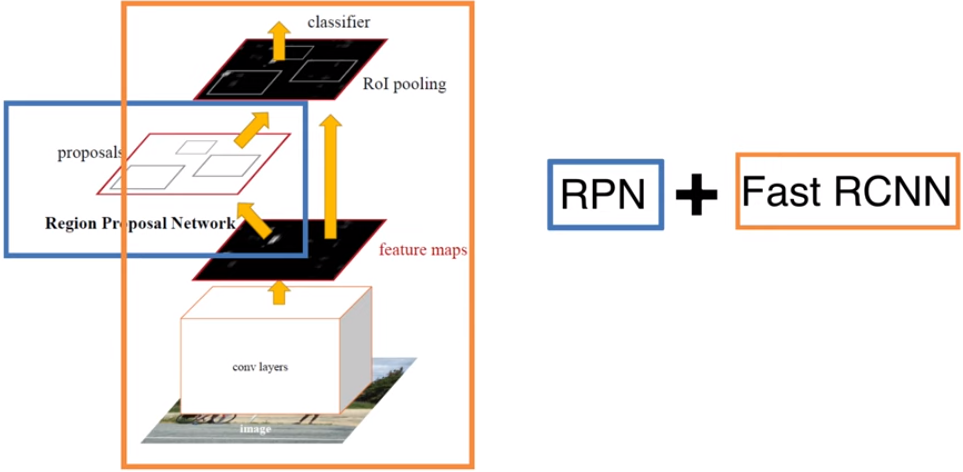 classifier
RoI pooling
proposals
Region Proposal Network
feature maps
conv layers
image
RPN + Fast RCNN